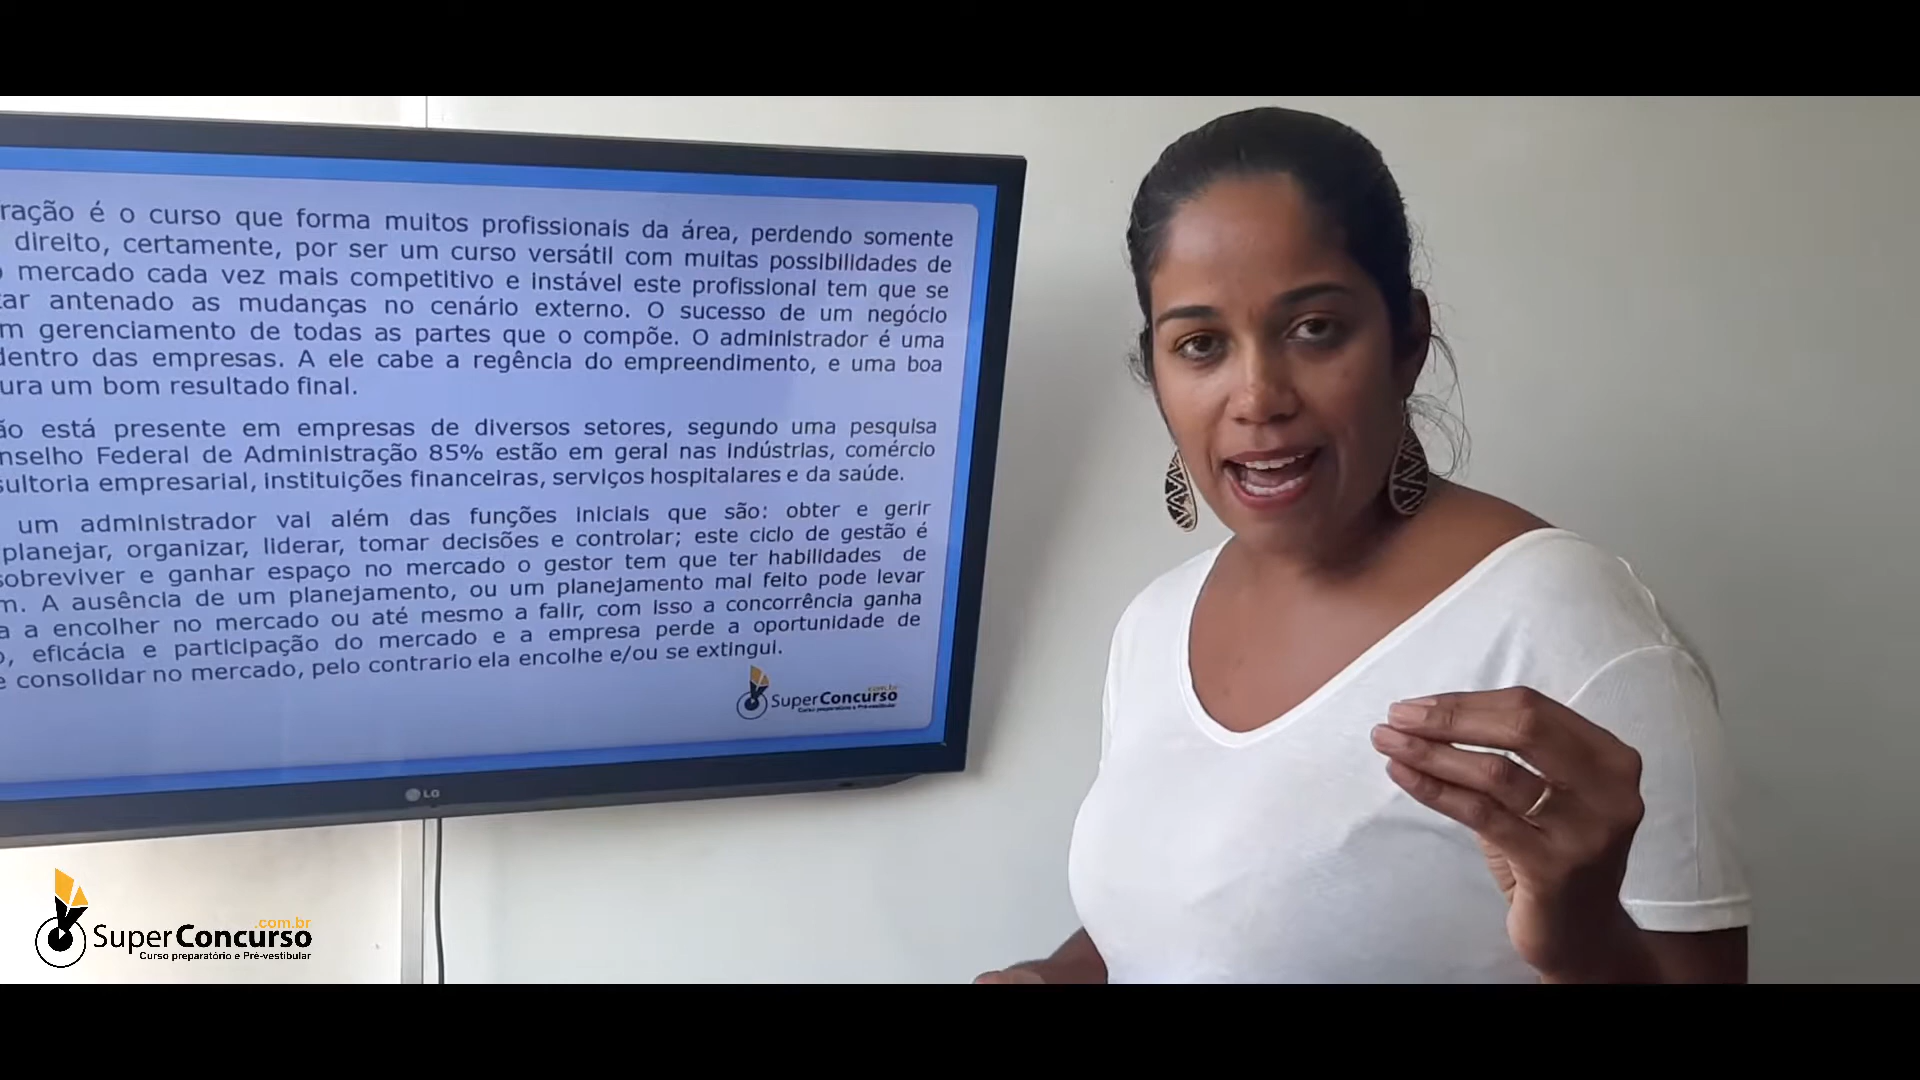 ração é o curso que forma muitos profissionais da área, perdendo somente
direito, certamente, por ser um curso versátil com muitas possibilidades de
o mercado cada vez mais competitivo e instável este profissional tem que se
tar antenado as mudanças no cenário externo. O sucesso de um negócio
m gerenciamento de todas as partes que o compõe. O administrador é uma
dentro das empresas. A ele cabe a regência do empreendimento, e uma boa
ura um bom resultado final.
ão está presente em empresas de diversos setores, segundo uma pesquisa
nselho Federal de Administração 85% estão em geral nas indústrias, comércio
sultoria empresarial, instituições financeiras, serviços hospitalares e da saúde.
um administrador vai além das funções iniciais que são: obter e gerir
planejar, organizar, liderar, tomar decisões e controlar; este ciclo de gestão é
sobreviver e ganhar espaço no mercado o gestor tem que ter habilidades de
m. A ausência de um planejamento, ou um planejamento mal feito pode levar
a a encolher no mercado ou até mesmo a falir, com isso a concorrência ganha
o, eficácia e participação do mercado e a empresa perde a oportunidade de
e consolidar no mercado, pelo contrario ela encolhe e/ou se extingui.
.com.br
SuperConcurso
Curso preparatório e Pré-vestibular
LG
.com.br
SuperConcurso
Curso preparatório e Pré-vestibular